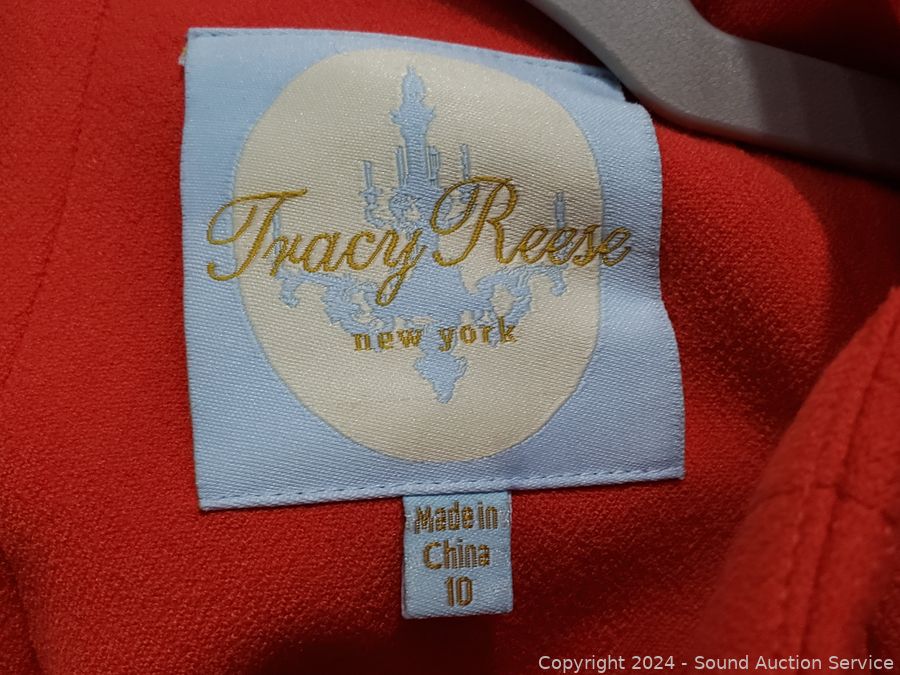 Tracy Reese
new york
Made in
China
10
Copyright 2024 - Sound Auction Service